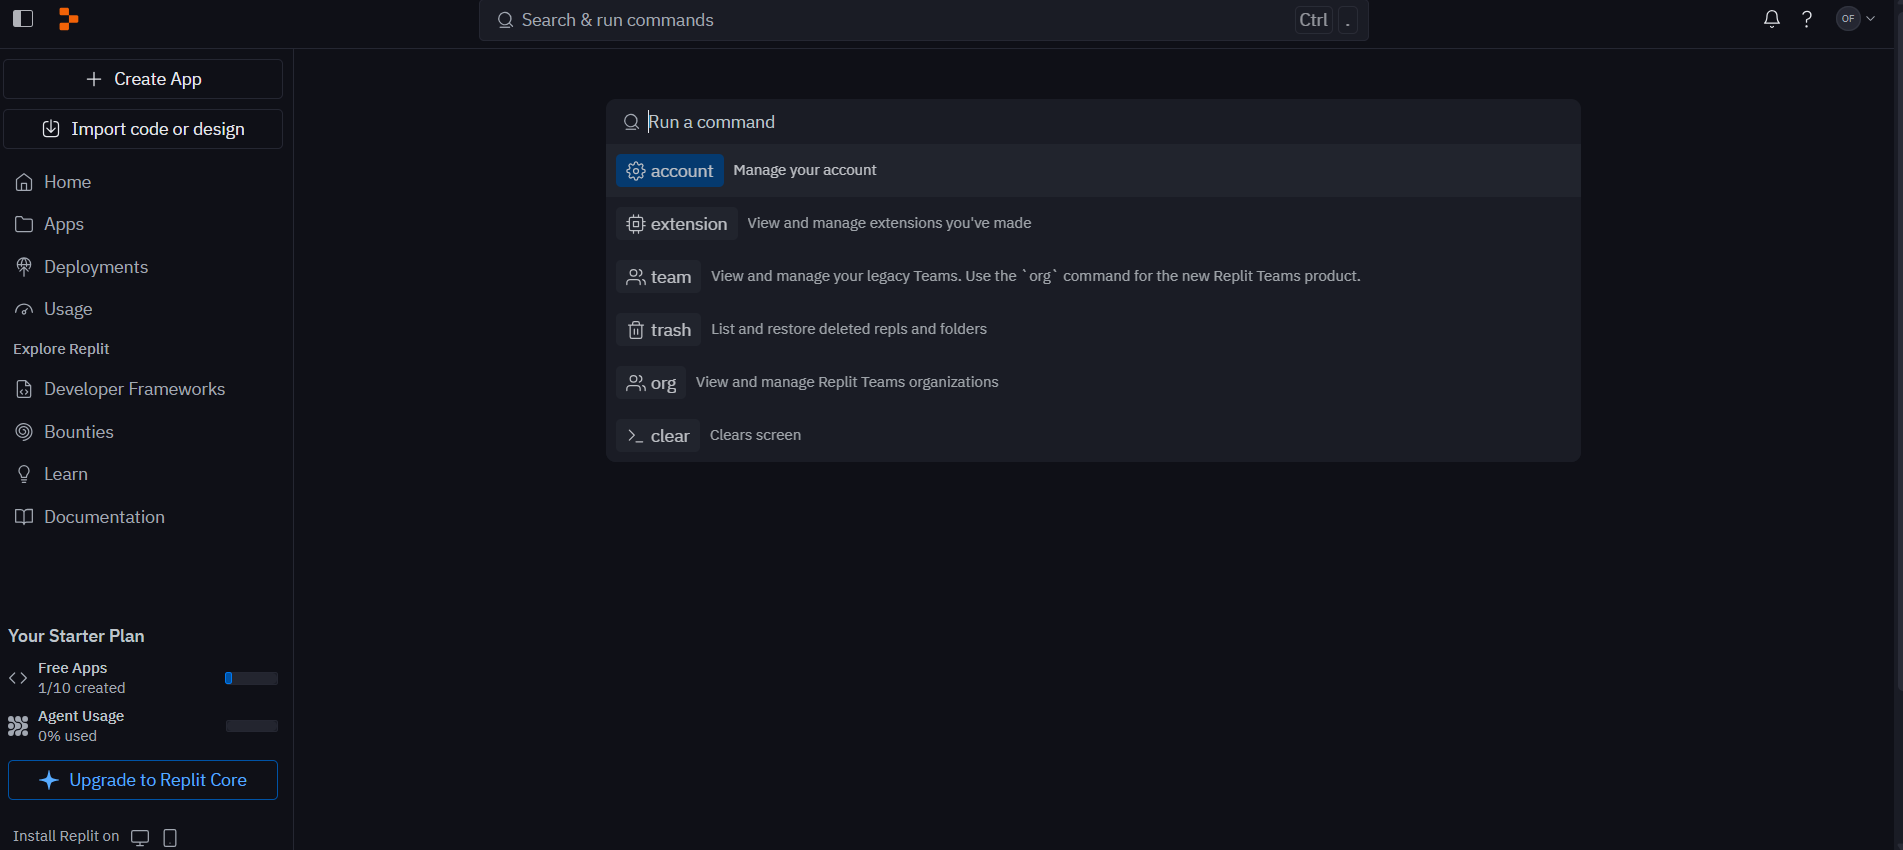 Search & run commands Ctrl .
OF
Create App
Import code or design
Home
Apps
Deployments
Usage
Explore Replit
Developer Frameworks
Bounties
Learn
Documentation
Your Starter Plan
Free Apps
1/10 created
Agent Usage
0% used
Upgrade to Replit Core
Install Replit on
Run a command
account Manage your account
extension View and manage extensions you've made
team View and manage your legacy Teams. Use the `org` command for the new Replit Teams product.
trash List and restore deleted repls and folders
org View and manage Replit Teams organizations
clear Clears screen